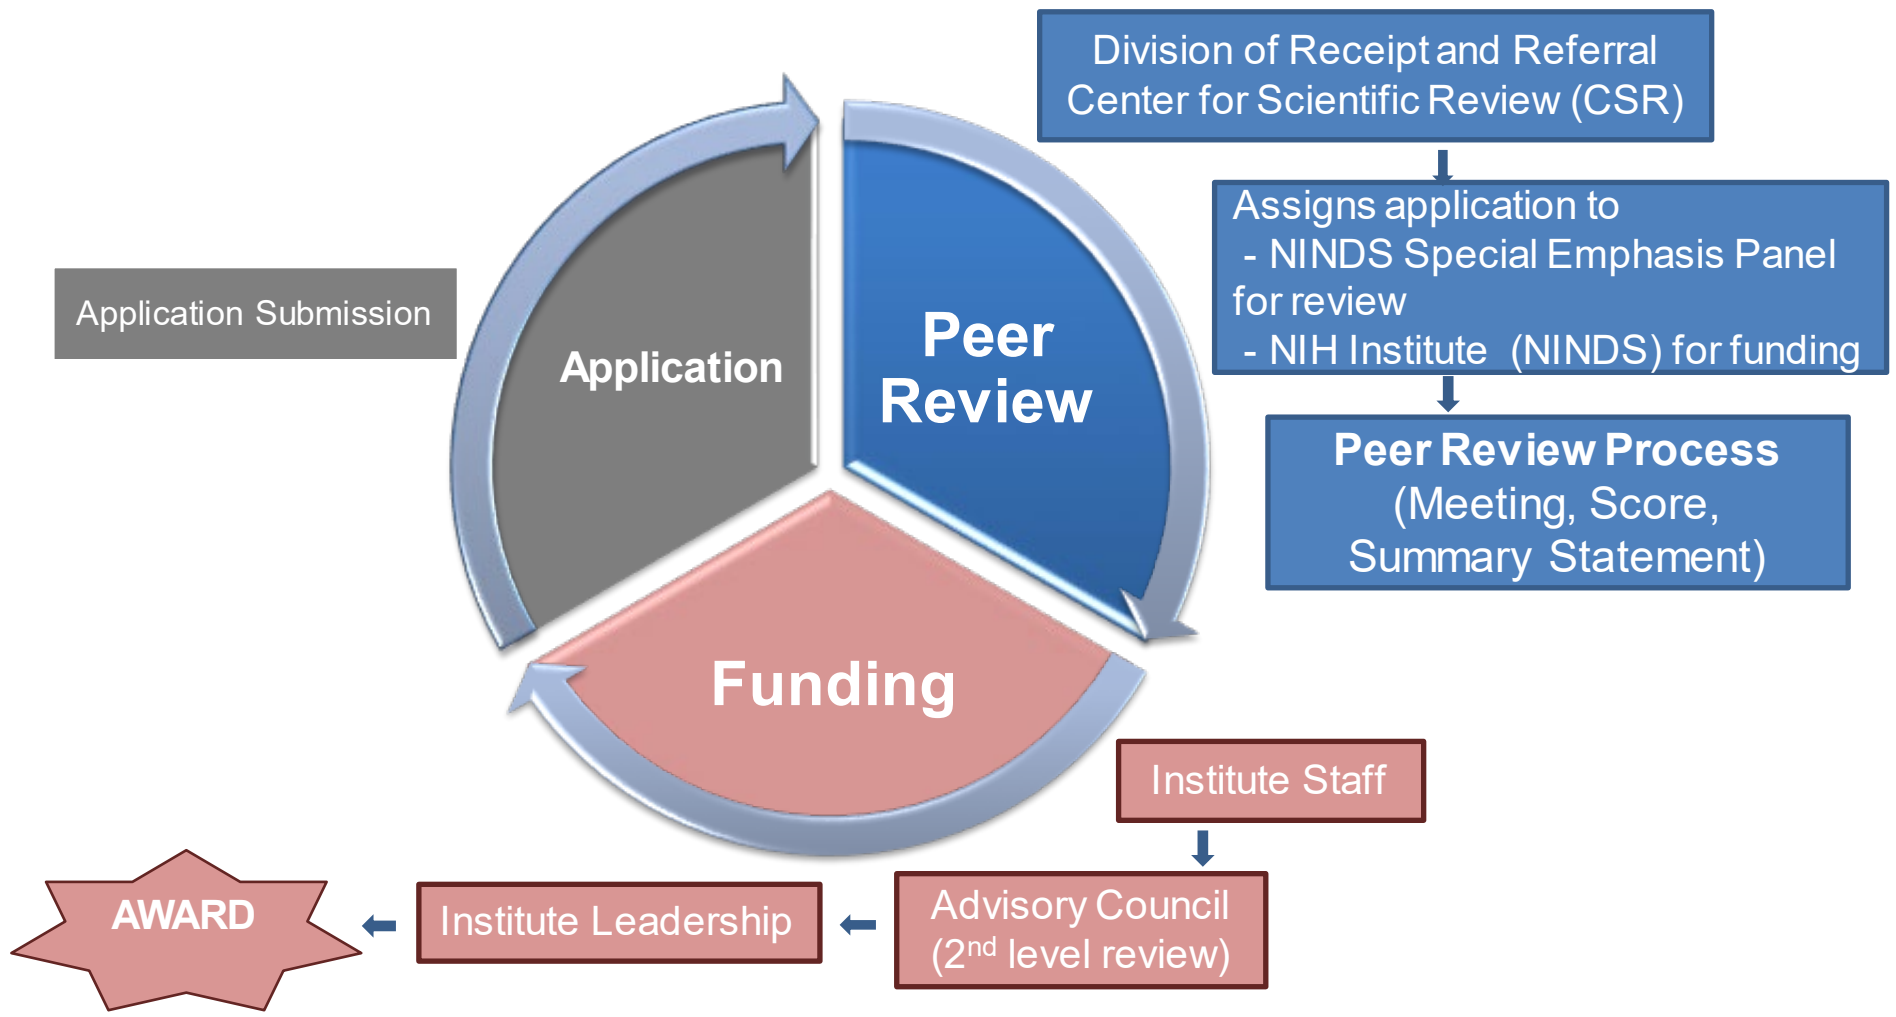 Division of Receipt and Referral
Center for Scientific Review (CSR)
Assigns application to
- NINDS Special Emphasis Panel
for review
- NIH Institute (NINDS) for funding
Application Submission
Application
Peer
Review
Peer Review Process
(Meeting, Score,
Summary Statement)
Funding
Institute Staff
Advisory Council
(2nd level review)
Institute Leadership
AWARD